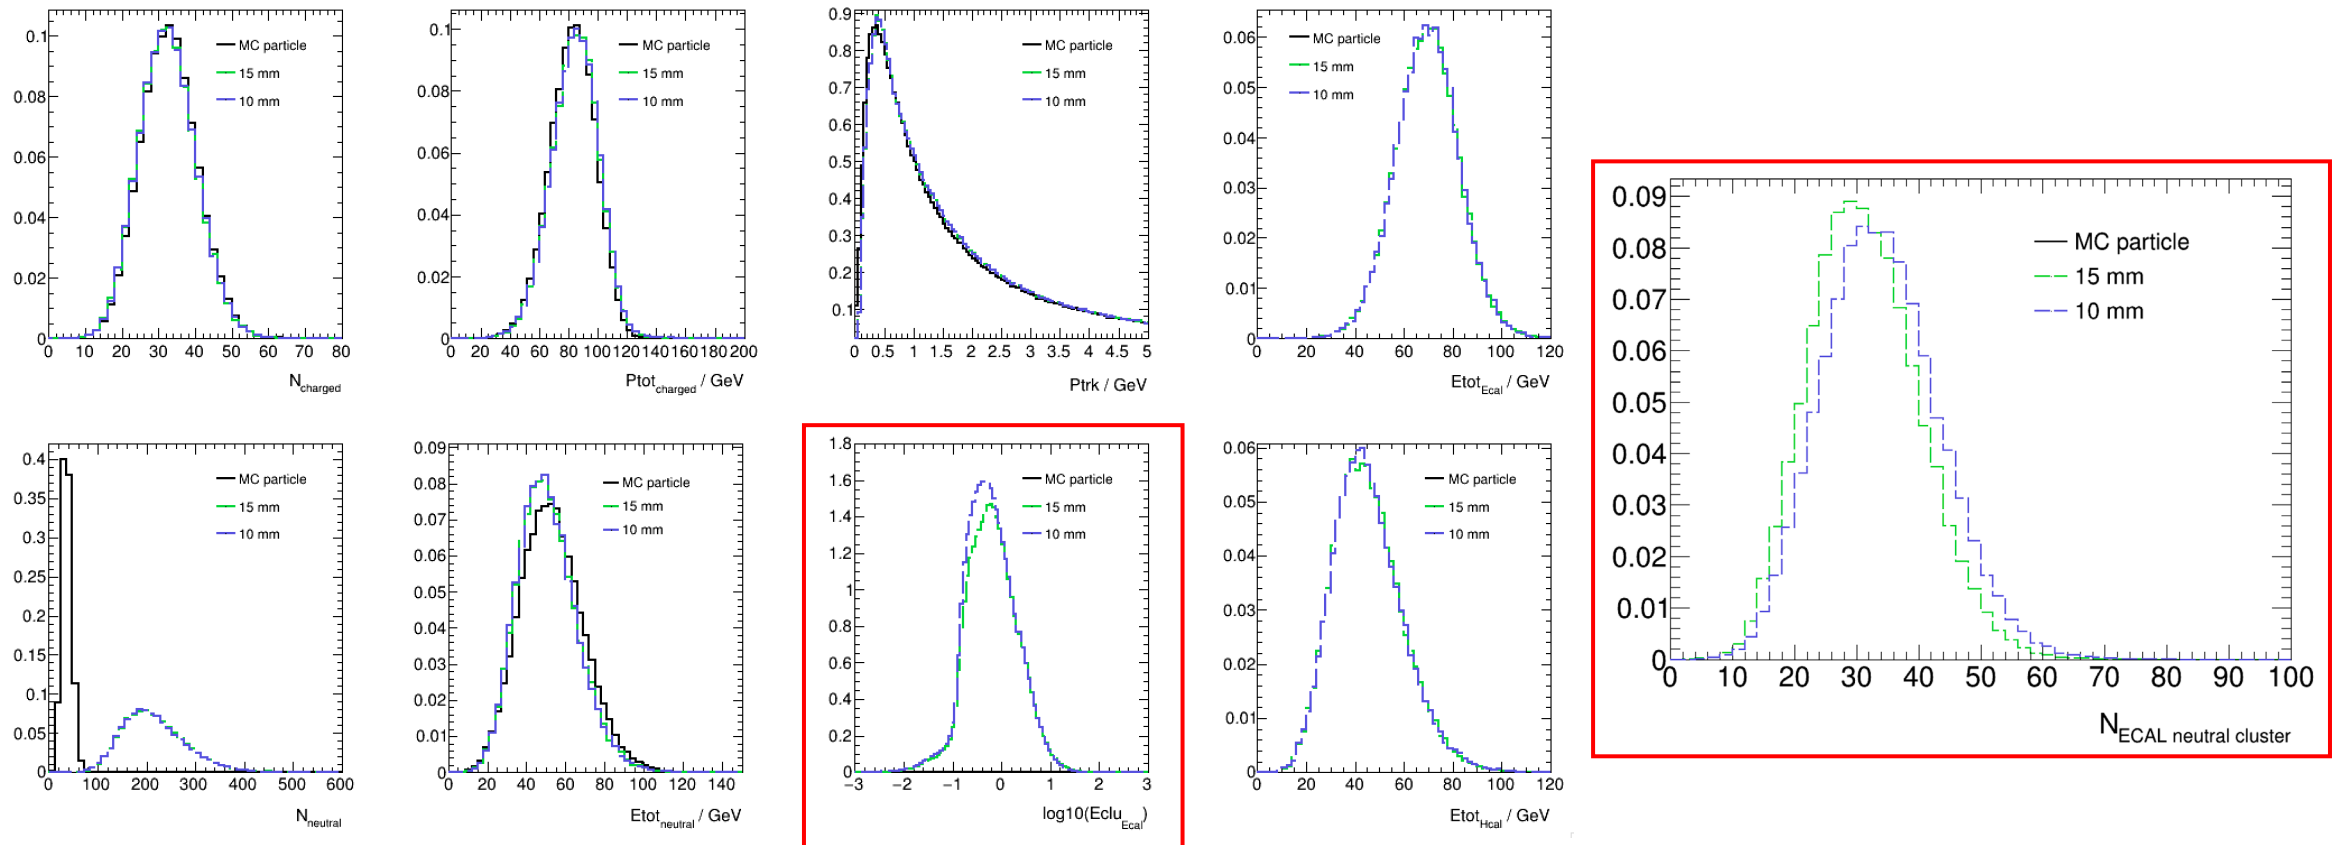 0.1
0.08
0.06
0.04
0.02
0
0 10 20 30 40 50 60 70 80
MC particle
15 mm
10 mm
N_charged
0.1
0.08
0.06
0.04
0.02
0
0 20 40 60 80 100 120 140 160 180 200
MC particle
15 mm
10 mm
Ptot_charged / GeV
0.9
0.8
0.7
0.6
0.5
0.4
0.3
0.2
0.1
0 0.5 1 1.5 2 2.5 3 3.5 4 4.5 5
MC particle
15 mm
10 mm
Ptrk / GeV
0.06
0.05
0.04
0.03
0.02
0.01
0
0 20 40 60 80 100 120
MC particle
15 mm
10 mm
Etot_Ecal / GeV
0.4
0.35
0.3
0.25
0.2
0.15
0.1
0.05
0
0 100 200 300 400 500 600
MC particle
15 mm
10 mm
N_neutral
0.09
0.08
0.07
0.06
0.05
0.04
0.03
0.02
0.01
0
0 20 40 60 80 100 120 140
MC particle
15 mm
10 mm
Etot_neutral / GeV
1.8
1.6
1.4
1.2
1
0.8
0.6
0.4
0.2
0
−3 −2 −1 0 1 2 3
MC particle
15 mm
10 mm
log10(Eclu_Ecal)
0.06
0.05
0.04
0.03
0.02
0.01
0
0 20 40 60 80 100 120
MC particle
15 mm
10 mm
Etot_Hcal / GeV
0.09
0.08
0.07
0.06
0.05
0.04
0.03
0.02
0.01
0
0 10 20 30 40 50 60 70 80 90 100
MC particle
15 mm
10 mm
N_ECAL neutral cluster